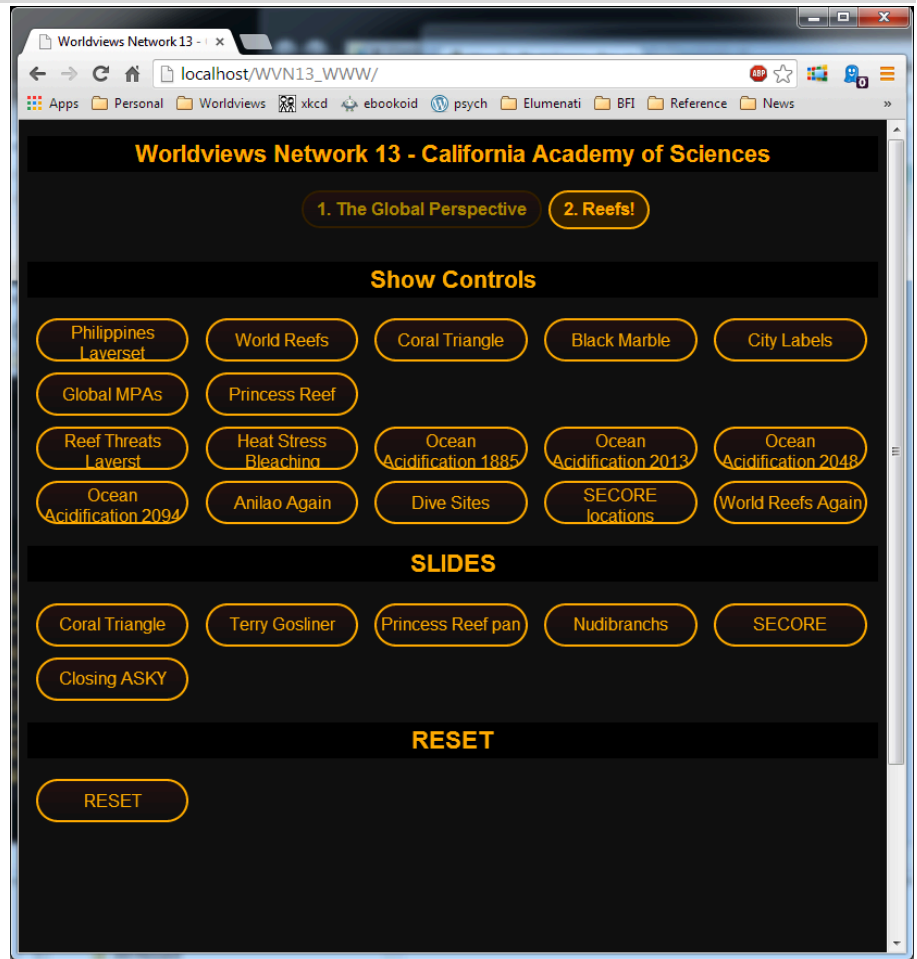 Worldviews Network 13 -
localhost/WVN13_WWW/
ABP
0
Apps Personal Worldviews xkcd ebookoid psych Elumenati BFI Reference News »
Worldviews Network 13 - California Academy of Sciences
1. The Global Perspective 2. Reefs!
Show Controls
Philippines
Layerset
World Reefs
Coral Triangle
Black Marble
City Labels
Global MPAs
Princess Reef
Reef Threats
Layerst
Heat Stress
Bleaching
Ocean
Acidification 1885
Ocean
Acidification 2013
Ocean
Acidification 2048
Ocean
Acidification 2094
Anilao Again
Dive Sites
SECORE
locations
World Reefs Again
SLIDES
Coral Triangle
Terry Gosliner
Princess Reef pan
Nudibranchs
SECORE
Closing ASKY
RESET
RESET